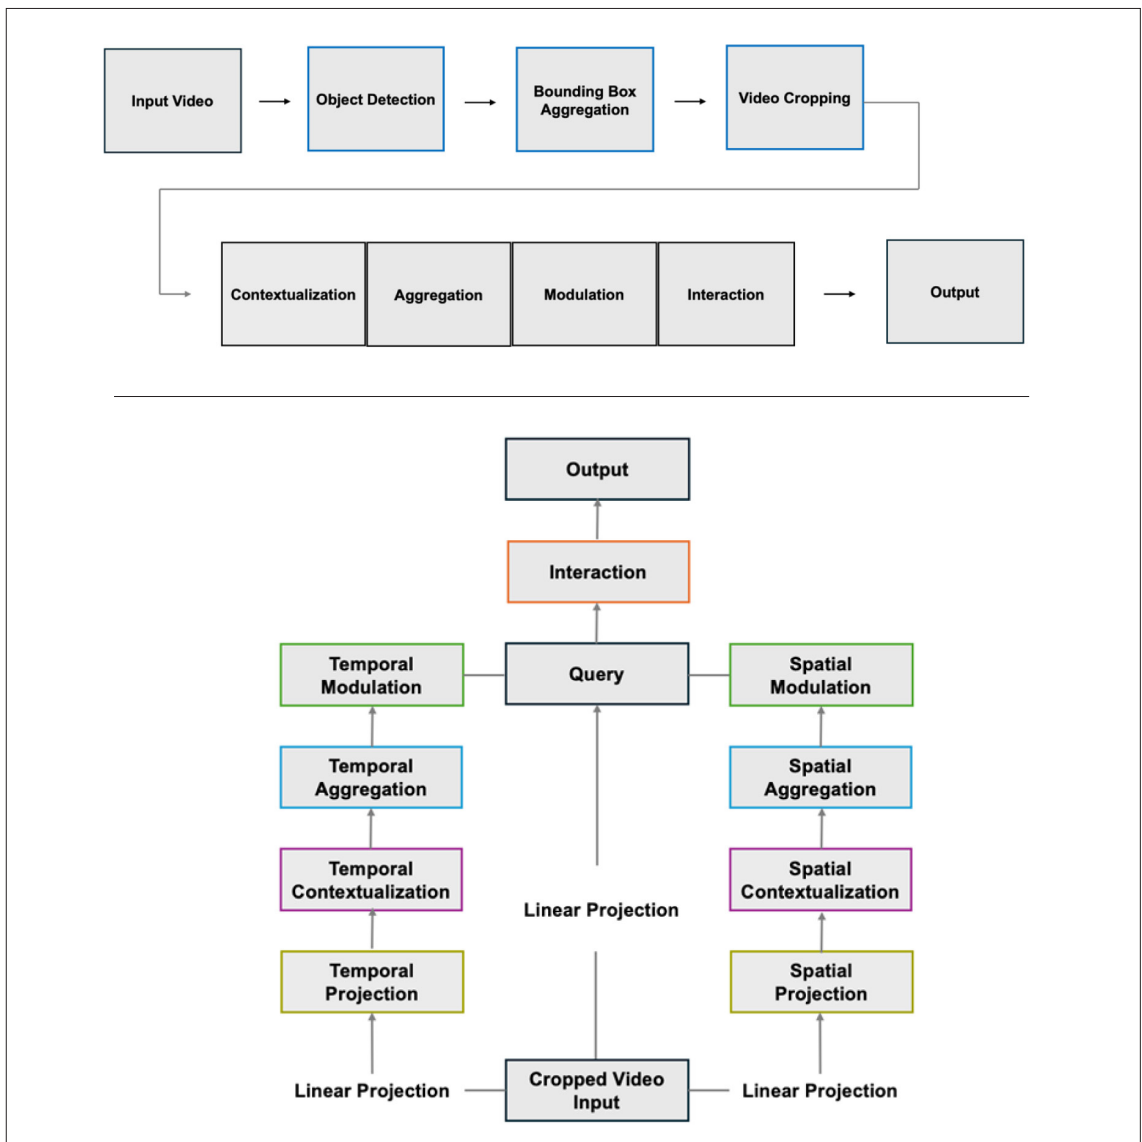 Input Video
Object Detection
Bounding Box
Aggregation
Video Cropping
Contextualization
Aggregation
Modulation
Interaction
Output
Output
Interaction
Temporal
Modulation
Query
Spatial
Modulation
Temporal
Aggregation
Spatial
Aggregation
Temporal
Contextualization
Spatial
Contextualization
Linear Projection
Temporal
Projection
Spatial
Projection
Linear Projection
Cropped Video
Input
Linear Projection